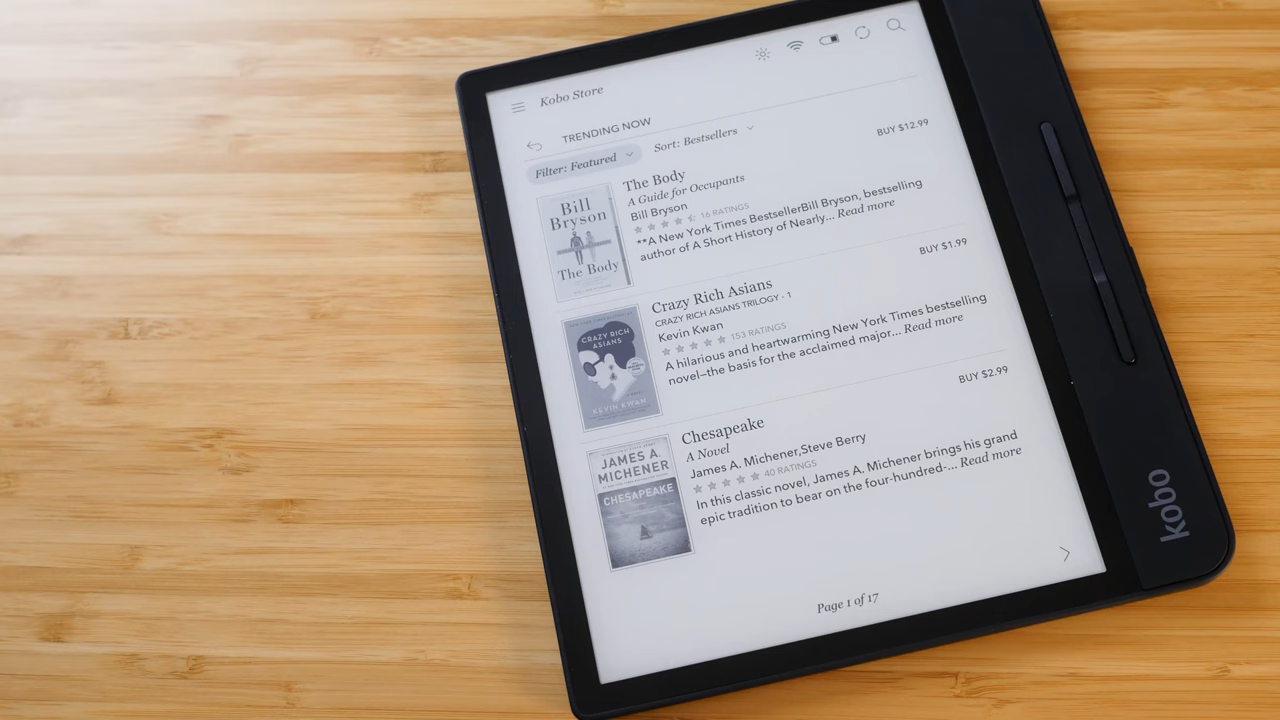 Kobo Store
TRENDING NOW
Filter: Featured
Sort: Bestsellers
BUY $12.99
Bill
Bryson
The Body
The Body
A Guide for Occupants
Bill Bryson
16 RATINGS
**A New York Times BestsellerBill Bryson, bestselling
author of A Short History of Nearly... Read more
BUY $1.99
CRAZY RICH
ASIANS
KEVIN KWAN
Crazy Rich Asians
CRAZY RICH ASIANS TRILOGY · 1
Kevin Kwan
153 RATINGS
A hilarious and heartwarming New York Times bestselling
novel—the basis for the acclaimed major... Read more
BUY $2.99
JAMES A.
MICHENER
CHESAPEAKE
Chesapeake
A Novel
James A. Michener,Steve Berry
40 RATINGS
In this classic novel, James A. Michener brings his grand
epic tradition to bear on the four-hundred-... Read more
Page 1 of 17
kobo